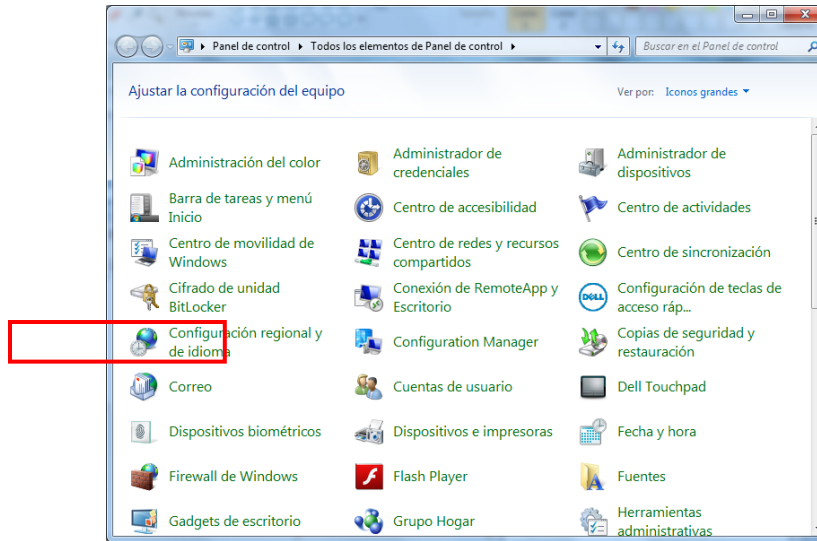 Panel de control ▸ Todos los elementos de Panel de control ▸
Buscar en el Panel de control
Ajustar la configuración del equipo
Ver por: Iconos grandes
Administración del color
Administrador de
credenciales
Administrador de
dispositivos
Barra de tareas y menú
Inicio
Centro de accesibilidad
Centro de actividades
Centro de movilidad de
Windows
Centro de redes y recursos
compartidos
Centro de sincronización
Cifrado de unidad
BitLocker
Conexión de RemoteApp y
Escritorio
DELL
Configuración de teclas de
acceso ráp...
Configuración regional y
de idioma
Configuration Manager
Copias de seguridad y
restauración
Correo
Cuentas de usuario
Dell Touchpad
Dispositivos biométricos
Dispositivos e impresoras
Fecha y hora
Firewall de Windows
Flash Player
Fuentes
Gadgets de escritorio
Grupo Hogar
Herramientas
administrativas